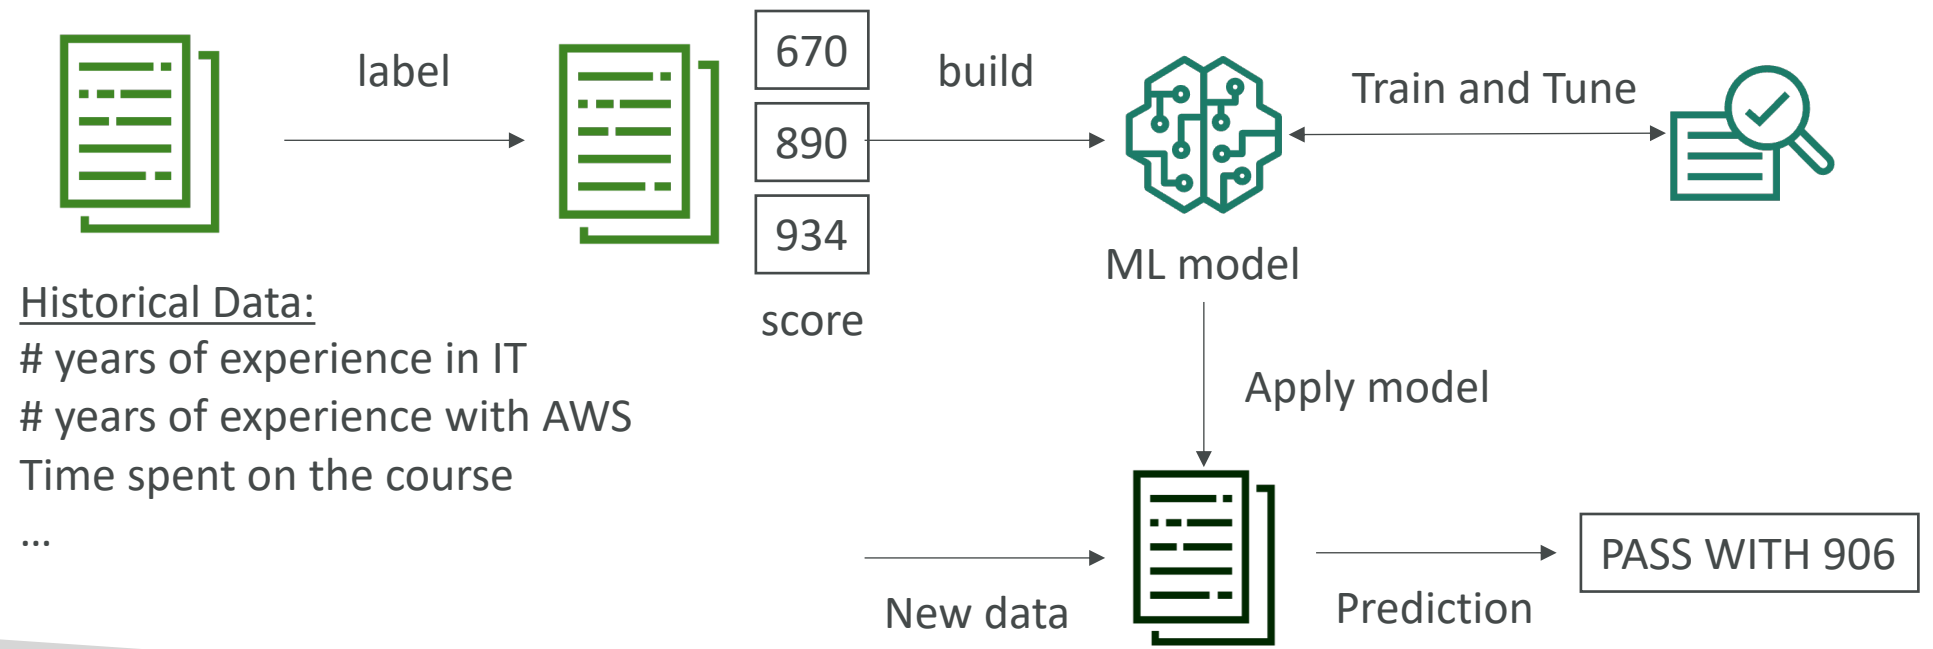 label
670
890
934
score
build
Train and Tune
ML model
Historical Data:
# years of experience in IT
# years of experience with AWS
Time spent on the course
...
Apply model
New data
Prediction
PASS WITH 906